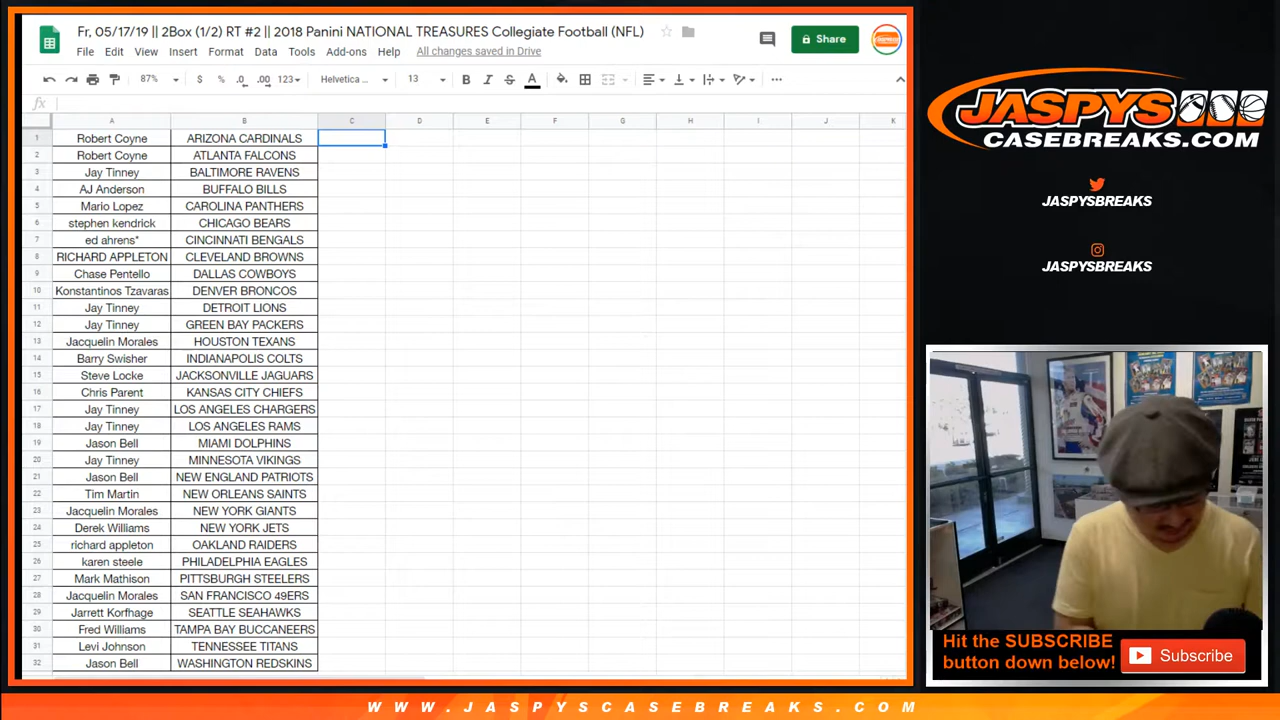 Fr, 05/17/19 || 2Box (1/2) RT #2 || 2018 Panini NATIONAL TREASURES Collegiate Football (NFL)
File Edit View Insert Format Data Tools Add-ons Help All changes saved in Drive
Share
87% $ % .0 .00 123 Helvetica ... 13 B I S A
fx
A B C D E F G H I J K
1 Robert Coyne ARIZONA CARDINALS
2 Robert Coyne ATLANTA FALCONS
3 Jay Tinney BALTIMORE RAVENS
4 AJ Anderson BUFFALO BILLS
5 Mario Lopez CAROLINA PANTHERS
6 stephen kendrick CHICAGO BEARS
7 ed ahrens* CINCINNATI BENGALS
8 RICHARD APPLETON CLEVELAND BROWNS
9 Chase Pentello DALLAS COWBOYS
10 Konstantinos Tzavaras DENVER BRONCOS
11 Jay Tinney DETROIT LIONS
12 Jay Tinney GREEN BAY PACKERS
13 Jacquelin Morales HOUSTON TEXANS
14 Barry Swisher INDIANAPOLIS COLTS
15 Steve Locke JACKSONVILLE JAGUARS
16 Chris Parent KANSAS CITY CHIEFS
17 Jay Tinney LOS ANGELES CHARGERS
18 Jay Tinney LOS ANGELES RAMS
19 Jason Bell MIAMI DOLPHINS
20 Jay Tinney MINNESOTA VIKINGS
21 Jason Bell NEW ENGLAND PATRIOTS
22 Tim Martin NEW ORLEANS SAINTS
23 Jacquelin Morales NEW YORK GIANTS
24 Derek Williams NEW YORK JETS
25 richard appleton OAKLAND RAIDERS
26 karen steele PHILADELPHIA EAGLES
27 Mark Mathison PITTSBURGH STEELERS
28 Jacquelin Morales SAN FRANCISCO 49ERS
29 Jarrett Korfhage SEATTLE SEAHAWKS
30 Fred Williams TAMPA BAY BUCCANEERS
31 Levi Johnson TENNESSEE TITANS
32 Jason Bell WASHINGTON REDSKINS
JASPYS
CASEBREAKS.COM
JASPYSBREAKS
JASPYSBREAKS
Hit the SUBSCRIBE
button down below!
Subscribe
WWW.JASPYSCASEBREAKS.COM